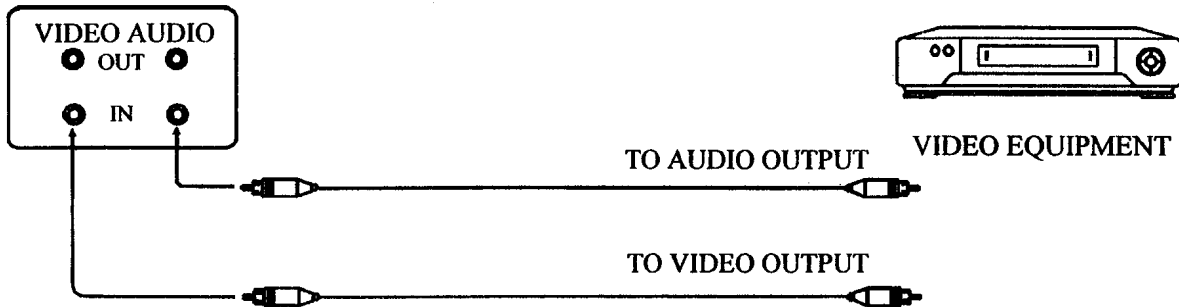 VIDEO AUDIO
OUT
IN
TO AUDIO OUTPUT
VIDEO EQUIPMENT
TO VIDEO OUTPUT